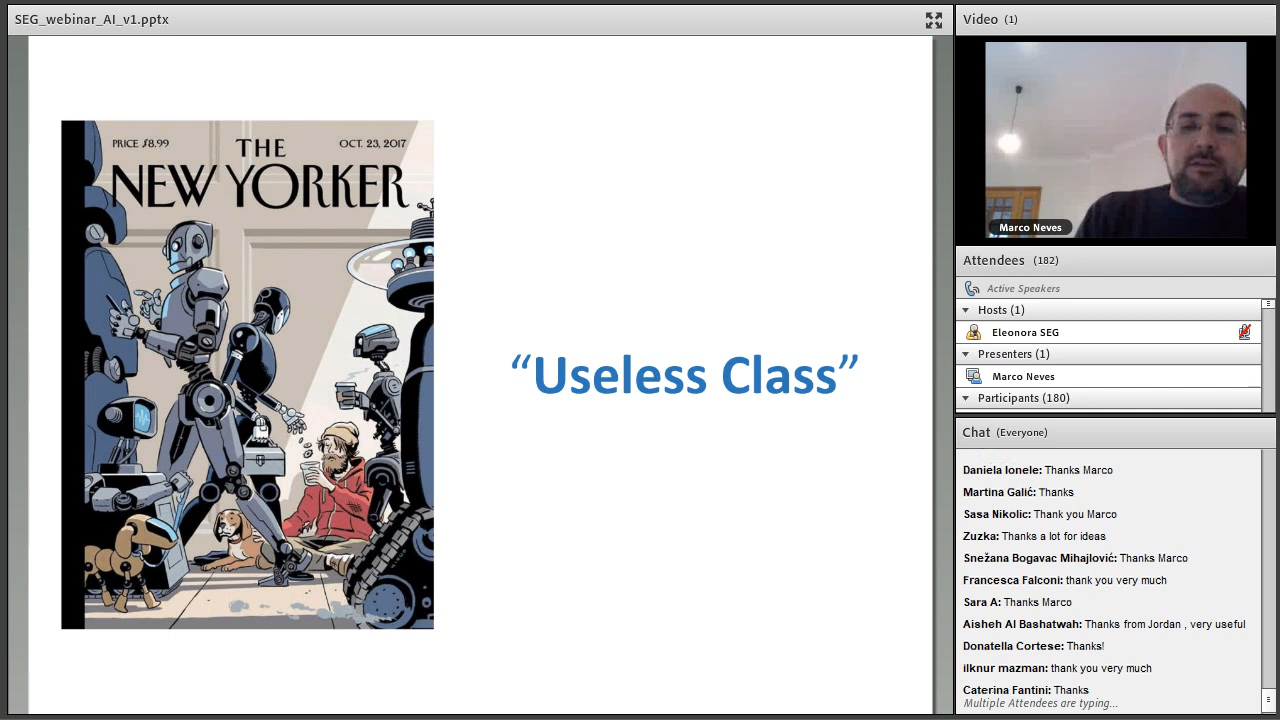 SEG_webinar_AI_v1.pptx
PRICE $8.99
THE
OCT. 23, 2017
NEW YORKER
“Useless Class”
Video (1)
Marco Neves
Attendees (182)
Active Speakers
Hosts (1)
Eleonora SEG
Presenters (1)
Marco Neves
Participants (180)
Chat (Everyone)
Daniela Ionele: Thanks Marco
Martina Galić: Thanks
Sasa Nikolic: Thank you Marco
Zuzka: Thanks a lot for ideas
Snežana Bogavac Mihajlović: Thanks Marco
Francesca Falconi: thank you very much
Sara A: Thanks Marco
Aisheh Al Bashatwah: Thanks from Jordan , very useful
Donatella Cortese: Thanks!
ilknur mazman: thank you very much
Caterina Fantini: Thanks
Multiple Attendees are typing...